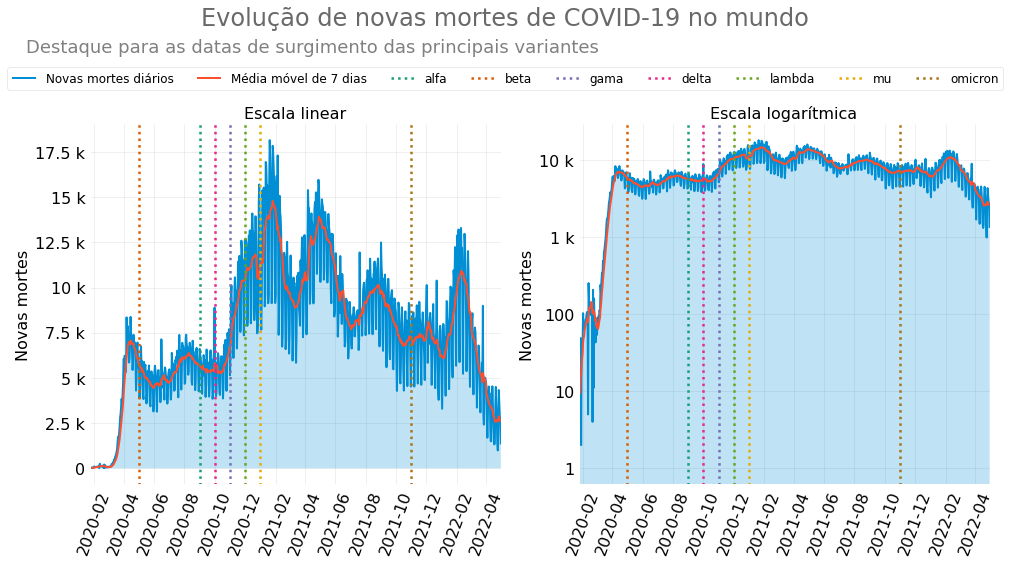 Evolução de novas mortes de COVID-19 no mundo
Destaque para as datas de surgimento das principais variantes
Novas mortes diários Média móvel de 7 dias alfa beta gama delta lambda mu omicron
Escala linear
Novas mortes
17.5 k
15 k
12.5 k
10 k
7.5 k
5 k
2.5 k
0
2020-02 2020-04 2020-06 2020-08 2020-10 2020-12 2021-02 2021-04 2021-06 2021-08 2021-10 2021-12 2022-02 2022-04
Escala logarítmica
Novas mortes
10 k
1 k
100
10
1
2020-02 2020-04 2020-06 2020-08 2020-10 2020-12 2021-02 2021-04 2021-06 2021-08 2021-10 2021-12 2022-02 2022-04